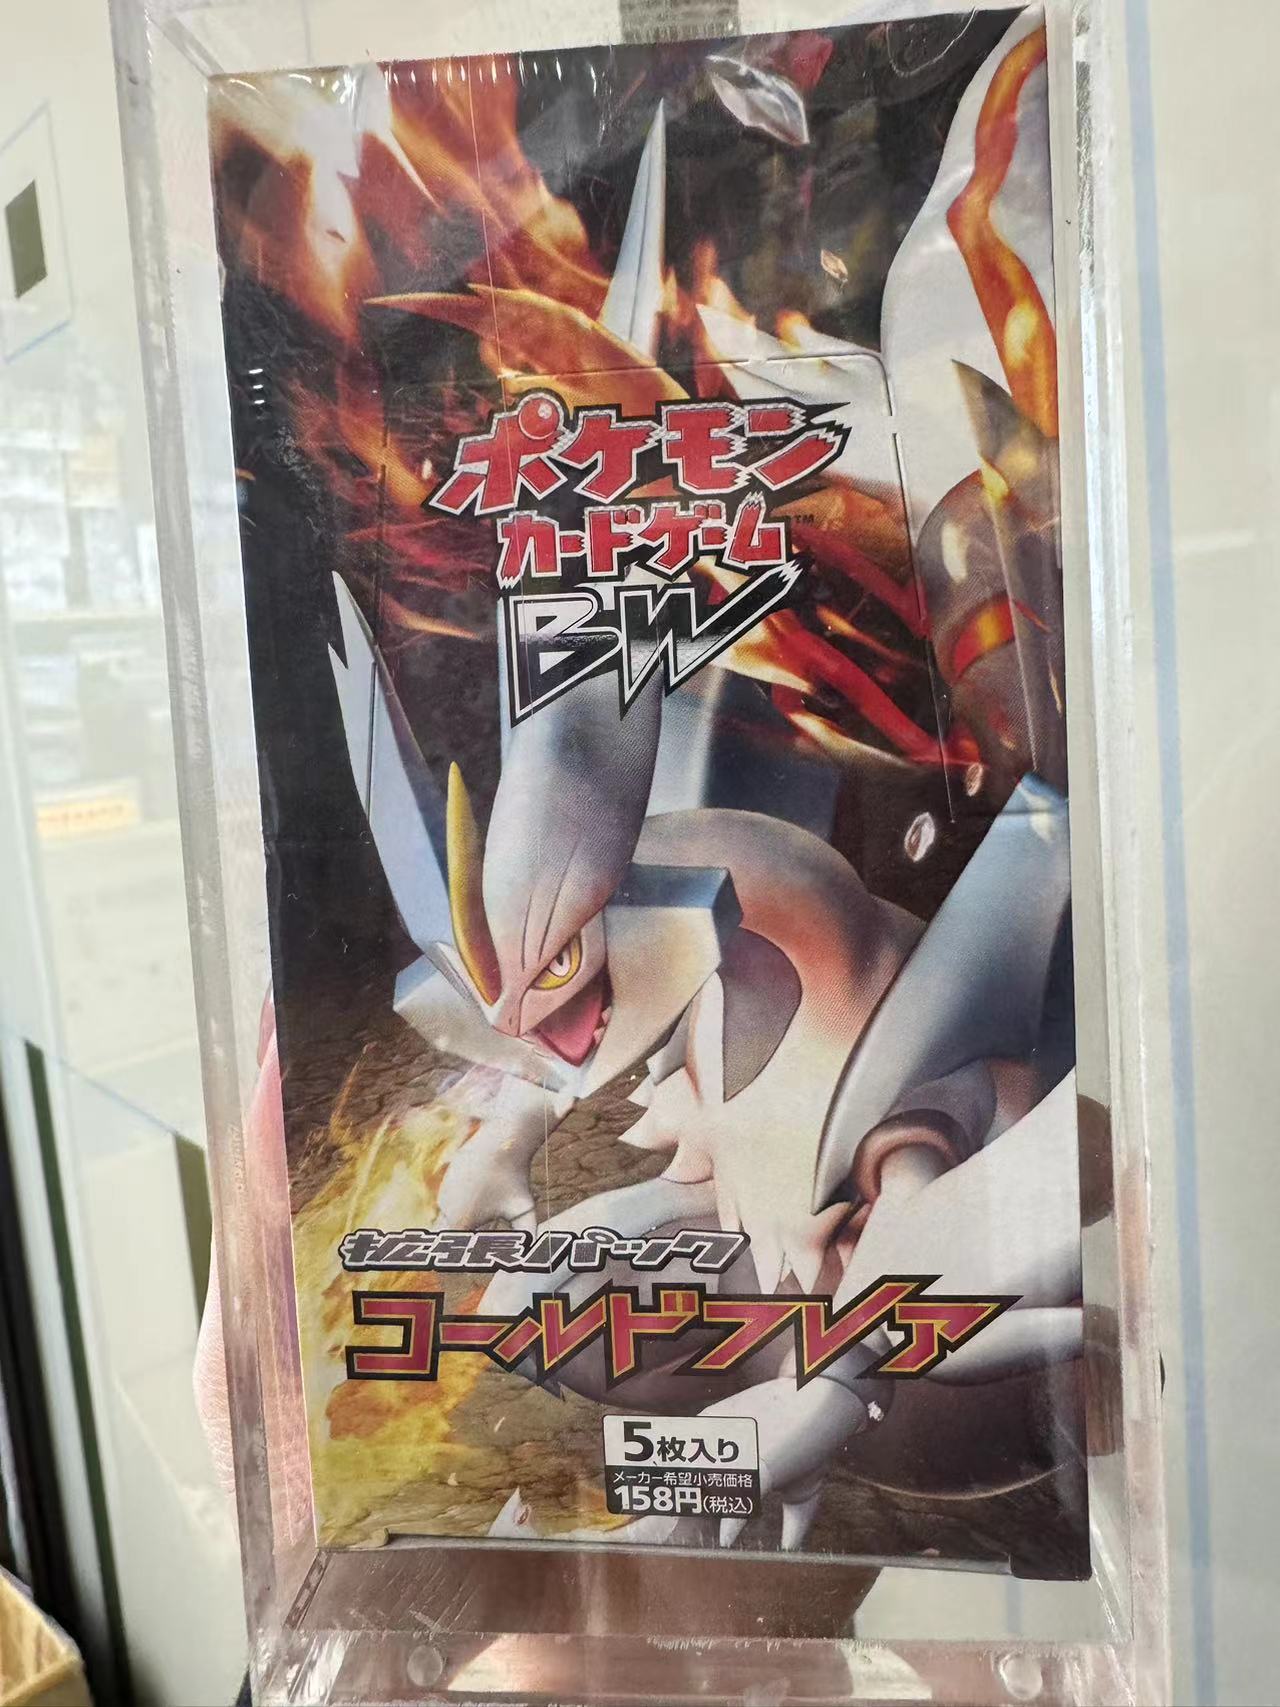 ポケモン
カードゲーム™
BW
拡張パック
コールドフレア
5枚入り
メーカー希望小売価格
158円(税込)